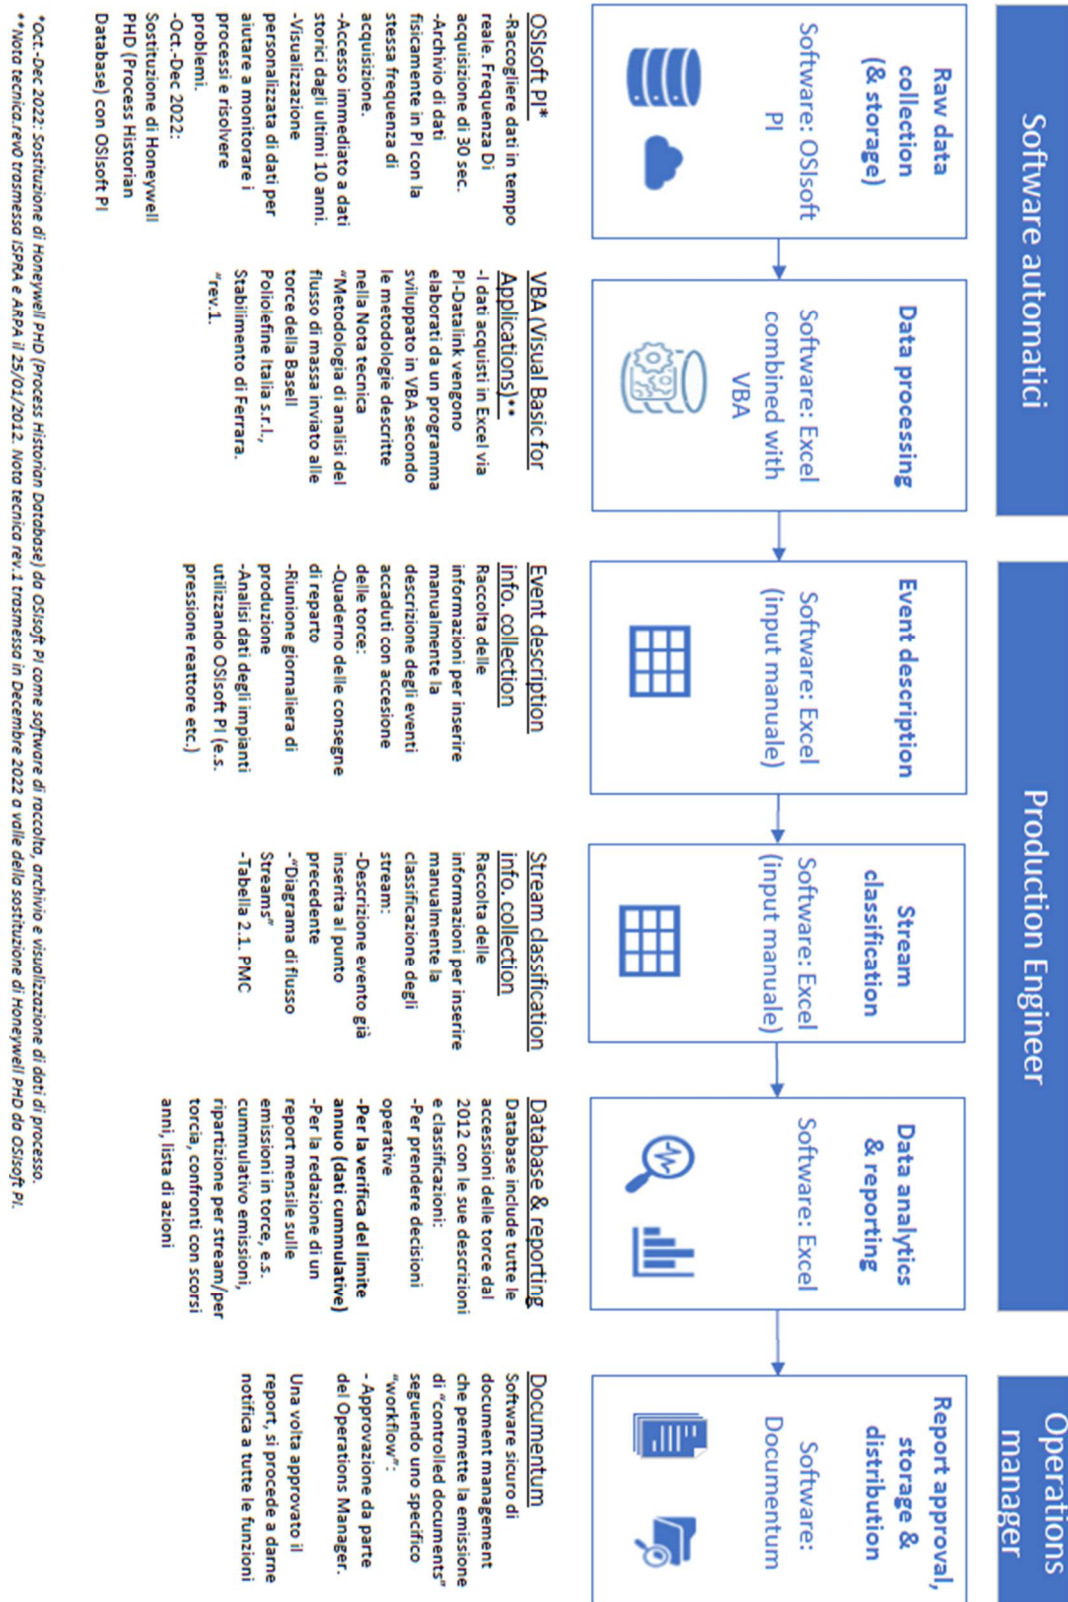 Software automatici
Production Engineer
Operations
manager
Raw data
collection
(& storage)
Software: OSIsoft
PI
Data processing
Software: Excel
combined with
VBA
Event description
Software: Excel
(input manuale)
Stream
classification
Software: Excel
(input manuale)
Data analytics
& reporting
Software: Excel
Report approval,
storage &
distribution
Software:
Documentum
OSIsoft PI*
-Raccogliere dati in tempo
reale. Frequenza Di
acquisizione di 30 sec.
-Archivio di dati
fisicamente in PI con la
stessa frequenza di
acquisizione.
-Accesso immediato a dati
storici dagli ultimi 10 anni.
-Visualizzazione
personalizzata di dati per
aiutare a monitorare i
processi e risolvere
problemi.
-Oct.-Dec 2022:
Sostituzione di Honeywell
PHD (Process Historian
Database) con OSIsoft PI
VBA (Visual Basic for
Applications)**
-I dati acquisti in Excel via
PI-Datalink vengono
elaborati da un programma
sviluppato in VBA secondo
le metodologie descritte
nella Nota tecnica
"Metodologia di analisi del
flusso di massa inviato alle
torce della Basell
Poliolefine Italia s.r.l.,
Stabilimento di Ferrara.
"rev.1.
Event description
info. collection
Raccolta delle
informazioni per inserire
manualmente la
descrizione degli eventi
accaduti con accesione
delle torce:
-Quaderno delle consegne
di reparto
-Riunione giornaliera di
produzione
-Analisi dati degli impianti
utilizzando OSIsoft PI (e.s.
pressione reattore etc.)
Stream classification
info. collection
Raccolta delle
informazioni per inserire
manualmente la
classificazione degli
stream:
-Descrizione evento già
inserita al punto
precedente
-"Diagrama di flusso
Streams"
-Tabella 2.1. PMC
Database & reporting
Database include tutte le
accessioni delle torce dal
2012 con le sue descrizioni
e classificazioni:
-Per prendere decisioni
operative
-Per la verifica del limite
annuo (dati cummulative)
-Per la redazione di un
report mensile sulle
emissioni in torce, e.s.
cummulativo emissioni,
ripartizione per stream/per
torcia, confronti con scorsi
anni, lista di azioni
Documentum
Software sicuro di
document management
che permette la emissione
di "controlled documents"
seguendo uno specifico
"workflow":
- Approvazione da parte
del Operations Manager.
Una volta approvato il
report, si procede a darne
notifica a tutte le funzioni
*Oct.-Dec 2022: Sostituzione di Honeywell PHD (Process Historian Database) da OSIsoft PI come software di raccolta, archivio e visualizzazione di dati di processo.
**Nota tecnica.rev0 trasmessa ISPRA e ARPA il 25/01/2012. Nota tecnica rev.1 trasmesso in Decembre 2022 a valle della sostituzione di Honeywell PHD da OSIsoft PI.